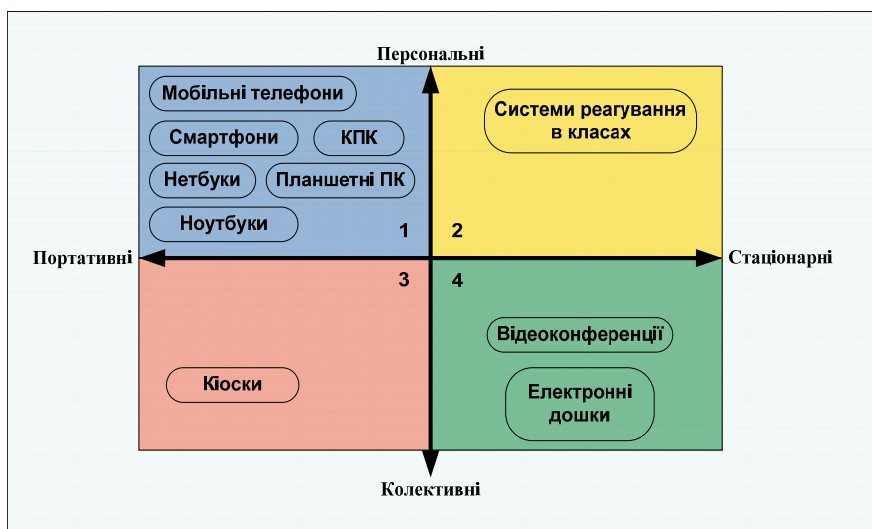 Персональні
Мобільні телефони
Смартфони
КПК
Нетбуки
Планшетні ПК
Ноутбуки
1
Системи реагування
в класах
2
Портативні
Стаціонарні
3
Кіоски
4
Відеоконференції
Електронні
дошки
Колективні